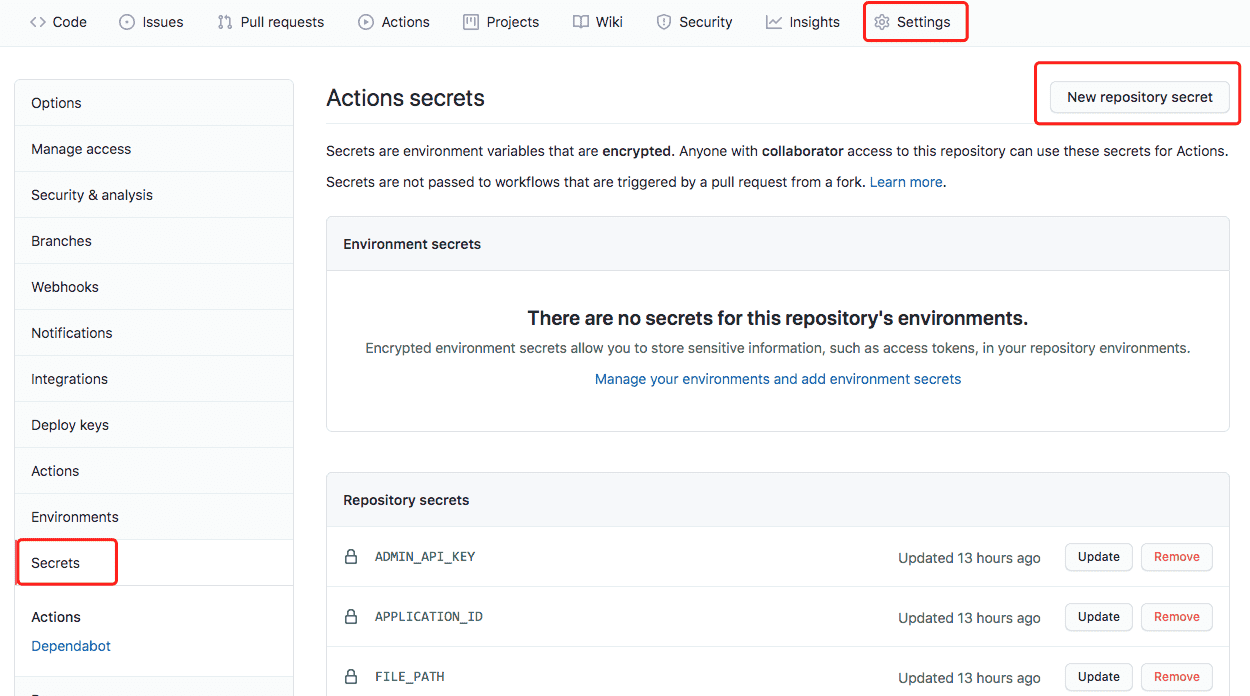 Code Issues Pull requests Actions Projects Wiki Security Insights Settings
Options
Manage access
Security & analysis
Branches
Webhooks
Notifications
Integrations
Deploy keys
Actions
Environments
Secrets
Actions
Dependabot
Actions secrets
New repository secret
Secrets are environment variables that are encrypted. Anyone with collaborator access to this repository can use these secrets for Actions.
Secrets are not passed to workflows that are triggered by a pull request from a fork. Learn more.
Environment secrets
There are no secrets for this repository's environments.
Encrypted environment secrets allow you to store sensitive information, such as access tokens, in your repository environments.
Manage your environments and add environment secrets
Repository secrets
ADMIN_API_KEY Updated 13 hours ago Update Remove
APPLICATION_ID Updated 13 hours ago Update Remove
FILE_PATH Updated 13 hours ago Update Remove